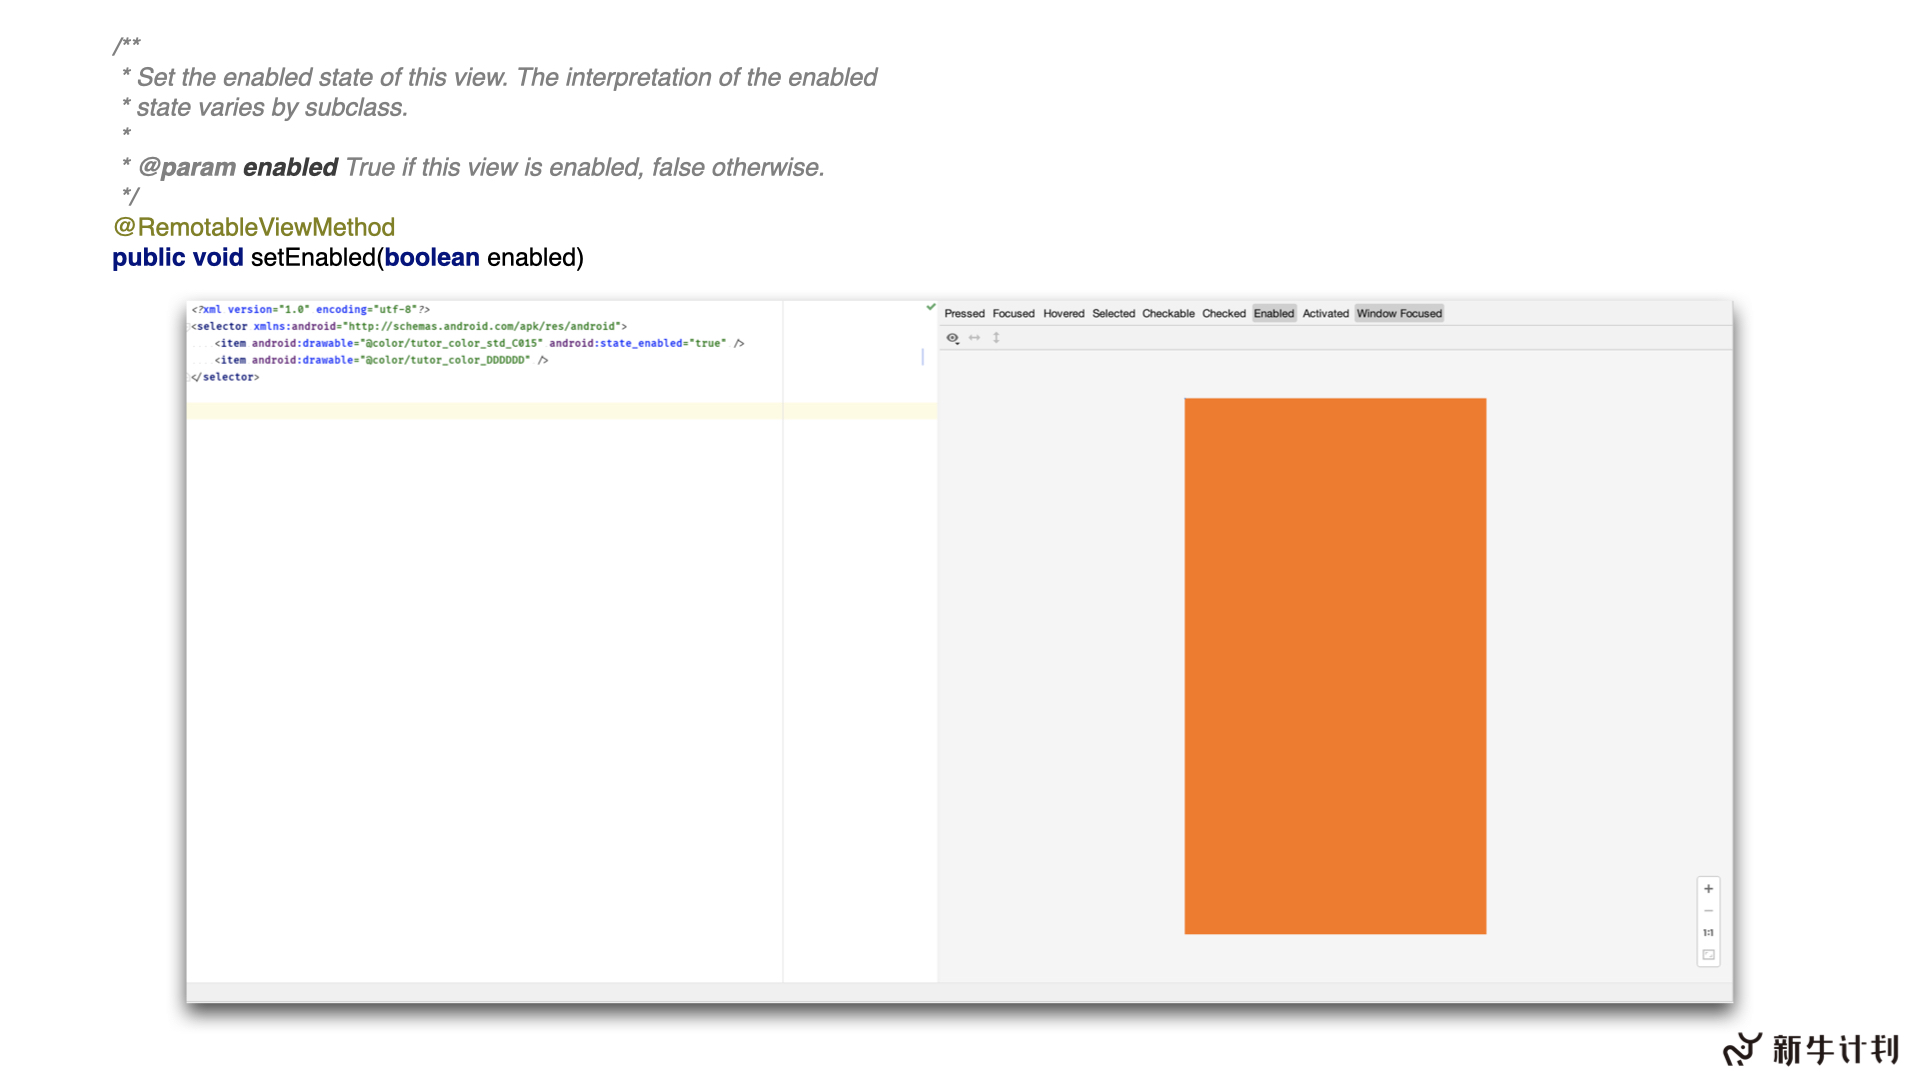 /**
 * Set the enabled state of this view. The interpretation of the enabled
 * state varies by subclass.
 *
 * @param enabled True if this view is enabled, false otherwise.
 */
@RemotableViewMethod
public void setEnabled(boolean enabled)
<?xml version="1.0" encoding="utf-8"?>
<selector xmlns:android="http://schemas.android.com/apk/res/android">
    <item android:drawable="@color/tutor_color_std_C015" android:state_enabled="true" />
    <item android:drawable="@color/tutor_color_DDDDDD" />
</selector>
Pressed Focused Hovered Selected Checkable Checked Enabled Activated Window Focused
+
−
1:1
新牛计划